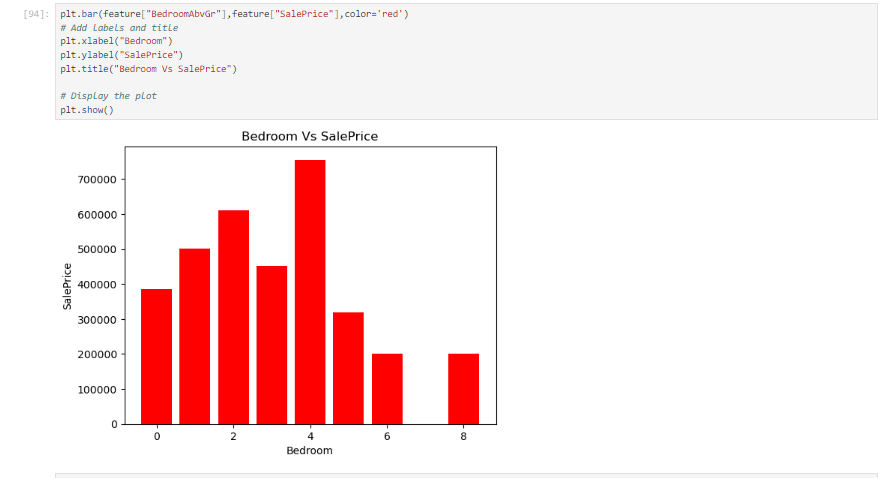 [94]: plt.bar(feature["BedroomAbvGr"],feature["SalePrice"],color='red')
# Add labels and title
plt.xlabel("Bedroom")
plt.ylabel("SalePrice")
plt.title("Bedroom Vs SalePrice")
# Display the plot
plt.show()
Bedroom Vs SalePrice
700000
600000
500000
400000
300000
200000
100000
0
SalePrice
0 2 4 6 8
Bedroom